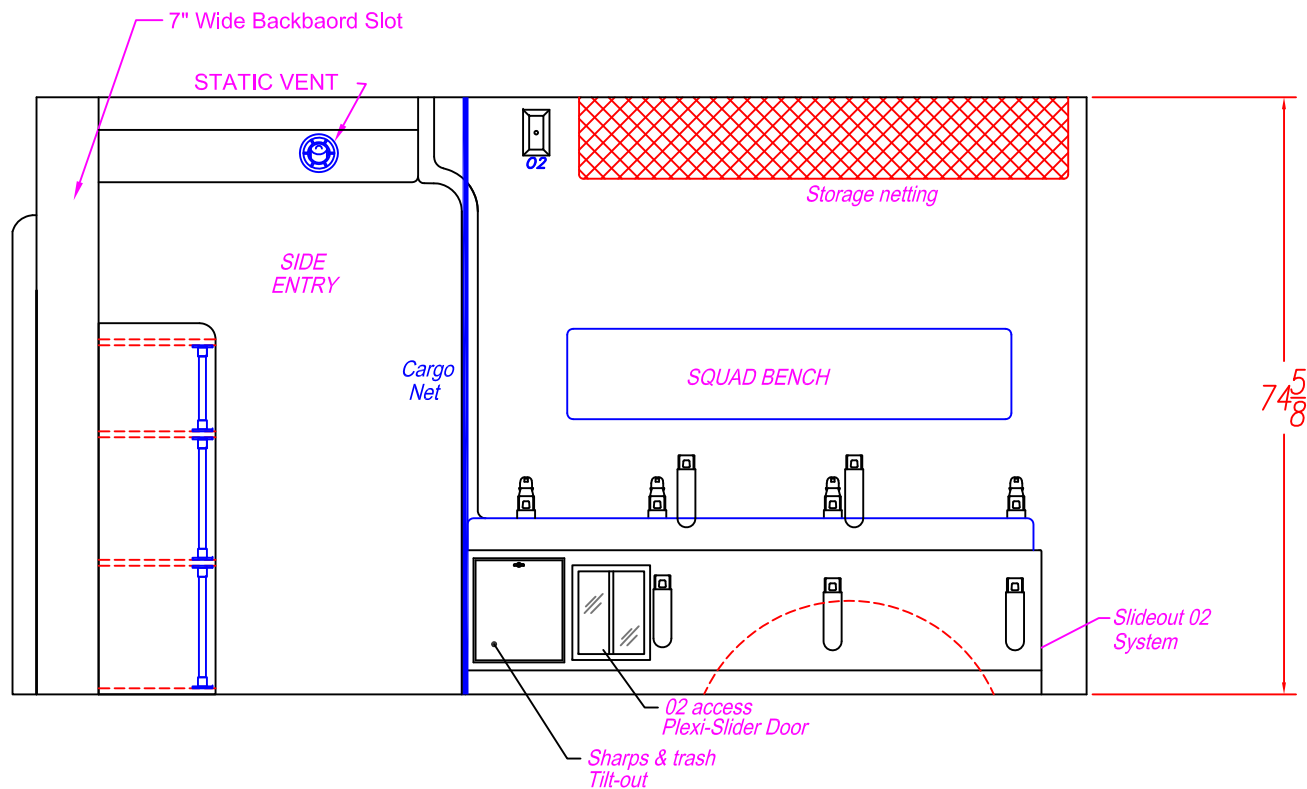 7" Wide Backbaord Slot
STATIC VENT
02
Storage netting
SIDE
ENTRY
Cargo
Net
SQUAD BENCH
74 5/8
Slideout 02
System
02 access
Plexi-Slider Door
Sharps & trash
Tilt-out